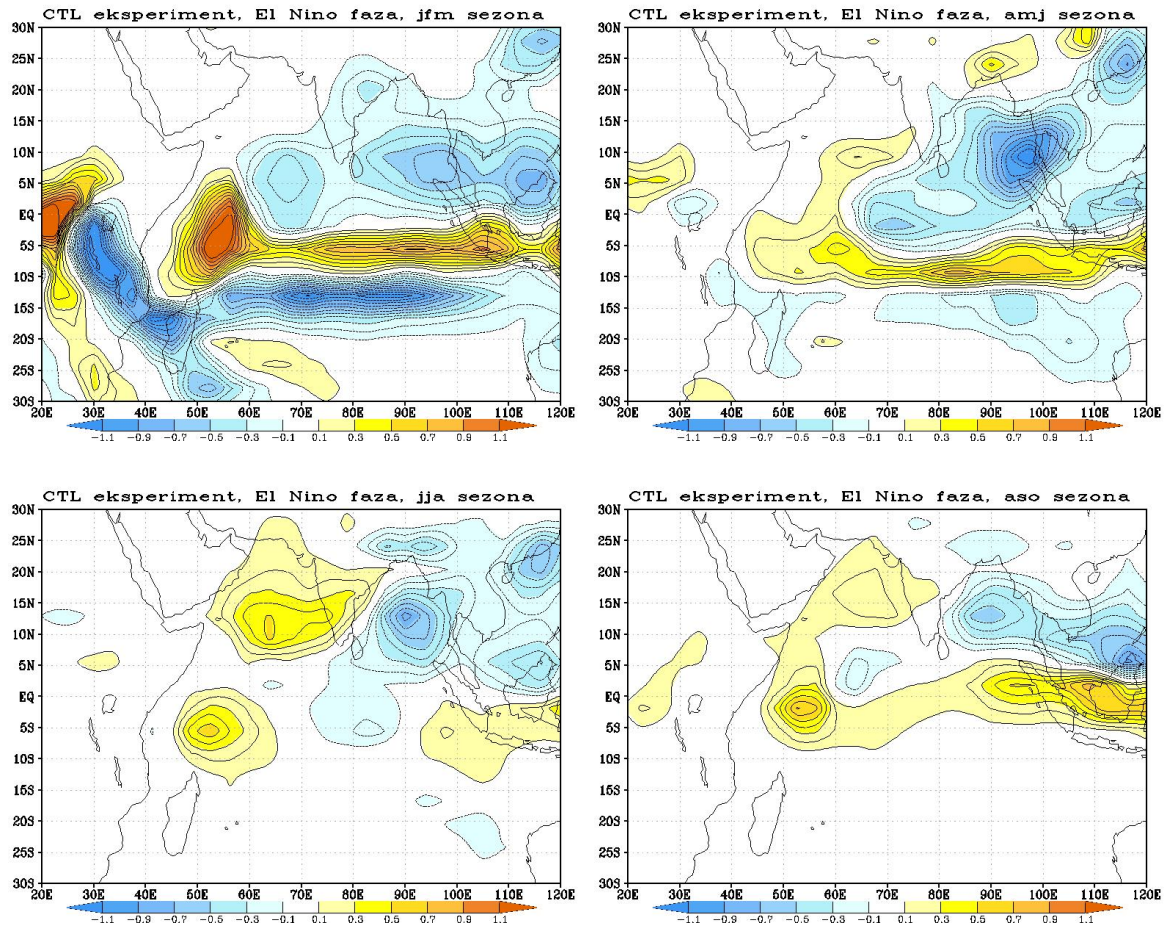 CTL eksperiment, El Nino faza, jfm sezona
30N
25N
20N
15N
10N
5N
EQ
5S
10S
15S
20S
25S
30S
20E 30E 40E 50E 60E 70E 80E 90E 100E 110E 120E
-1.1 -0.9 -0.7 -0.5 -0.3 -0.1 0.1 0.3 0.5 0.7 0.9 1.1
CTL eksperiment, El Nino faza, amj sezona
30N
25N
20N
15N
10N
5N
EQ
5S
10S
15S
20S
25S
30S
20E 30E 40E 50E 60E 70E 80E 90E 100E 110E 120E
-1.1 -0.9 -0.7 -0.5 -0.3 -0.1 0.1 0.3 0.5 0.7 0.9 1.1
CTL eksperiment, El Nino faza, jja sezona
30N
25N
20N
15N
10N
5N
EQ
5S
10S
15S
20S
25S
30S
20E 30E 40E 50E 60E 70E 80E 90E 100E 110E 120E
-1.1 -0.9 -0.7 -0.5 -0.3 -0.1 0.1 0.3 0.5 0.7 0.9 1.1
CTL eksperiment, El Nino faza, aso sezona
30N
25N
20N
15N
10N
5N
EQ
5S
10S
15S
20S
25S
30S
20E 30E 40E 50E 60E 70E 80E 90E 100E 110E 120E
-1.1 -0.9 -0.7 -0.5 -0.3 -0.1 0.1 0.3 0.5 0.7 0.9 1.1